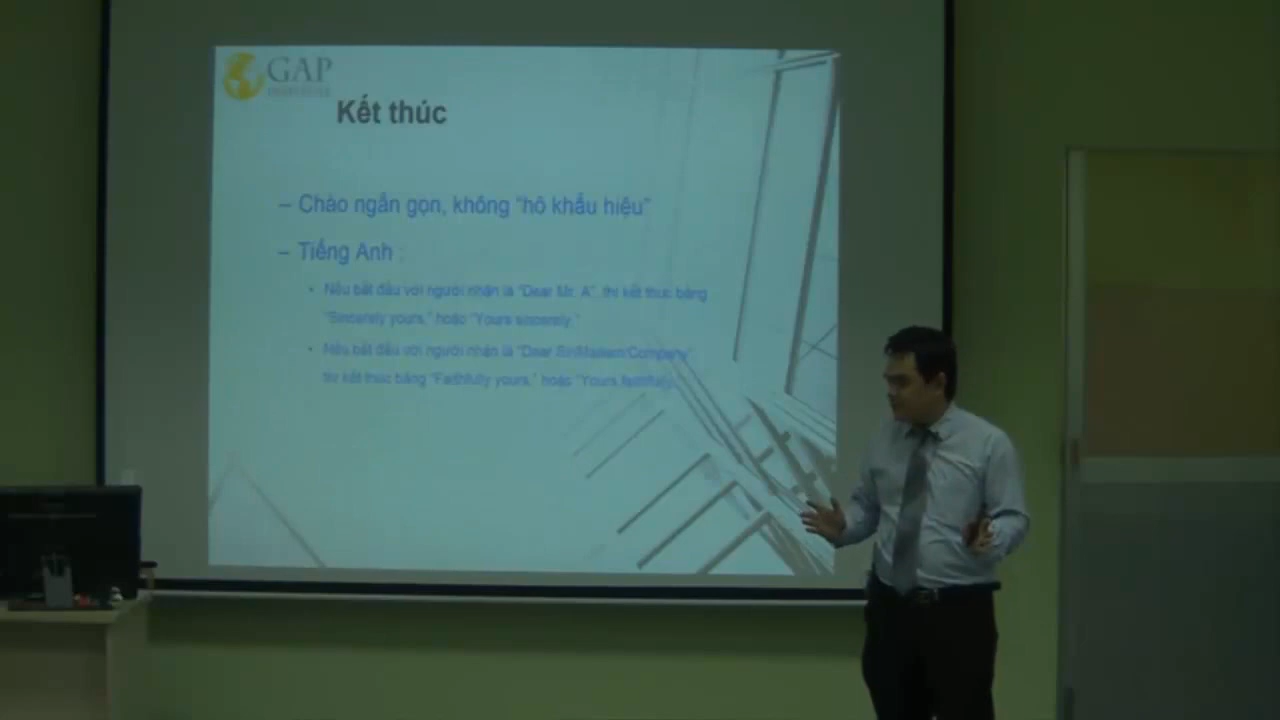 GAP
Kết thúc
– Chào ngắn gọn, không "hô khẩu hiệu"
– Tiếng Anh :
• Nếu bắt đầu với người nhận là "Dear Mr. A", thì kết thúc bằng
"Sincerely yours," hoặc "Yours sincerely,"
• Nếu bắt đầu với người nhận là "Dear Sir/Madam/Company"
thì kết thúc bằng "Faithfully yours," hoặc "Yours faithfully,